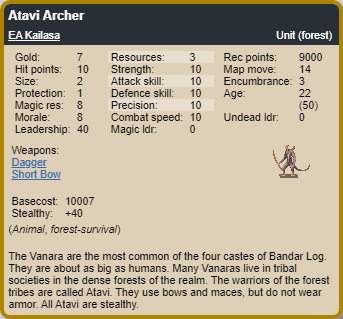 Atavi Archer
EA Kailasa Unit (forest)
Gold: 7 Resources: 3 Rec points: 9000
Hit points: 10 Strength: 10 Map move: 14
Size: 2 Attack skill: 10 Encumbrance: 3
Protection: 1 Defence skill: 10 Age: 22
Magic res: 8 Precision: 10 (50)
Morale: 8 Combat speed: 10 Undead ldr: 0
Leadership: 40 Magic ldr: 0
Weapons:
Dagger
Short Bow
Basecost: 10007
Stealthy: +40
(Animal, forest-survival)
The Vanara are the most common of the four castes of Bandar Log.
They are about as big as humans. Many Vanaras live in tribal
societies in the dense forests of the realm. The warriors of the forest
tribes are called Atavi. They use bows and maces, but do not wear
armor. All Atavi are stealthy.